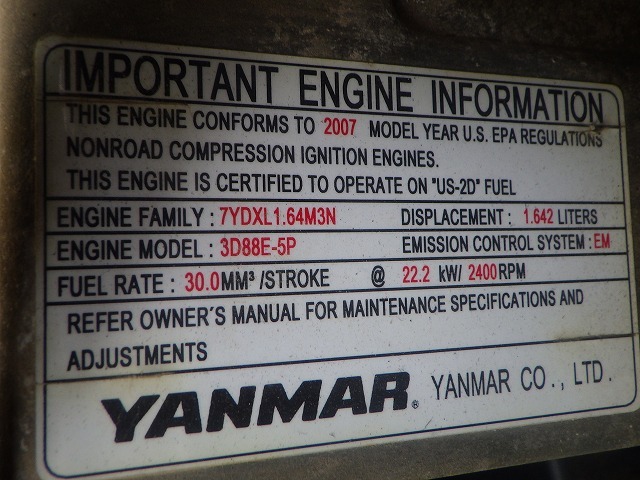 IMPORTANT ENGINE INFORMATION
THIS ENGINE CONFORMS TO 2007 MODEL YEAR U.S. EPA REGULATIONS
NONROAD COMPRESSION IGNITION ENGINES.
THIS ENGINE IS CERTIFIED TO OPERATE ON "US-2D" FUEL
ENGINE FAMILY : 7YDXL1.64M3N DISPLACEMENT : 1.642 LITERS
ENGINE MODEL : 3D88E-5P EMISSION CONTROL SYSTEM : EM
FUEL RATE : 30.0MM³ /STROKE @ 22.2 kW/ 2400RPM
REFER OWNER'S MANUAL FOR MAINTENANCE SPECIFICATIONS AND
ADJUSTMENTS
YANMAR® YANMAR CO., LTD.